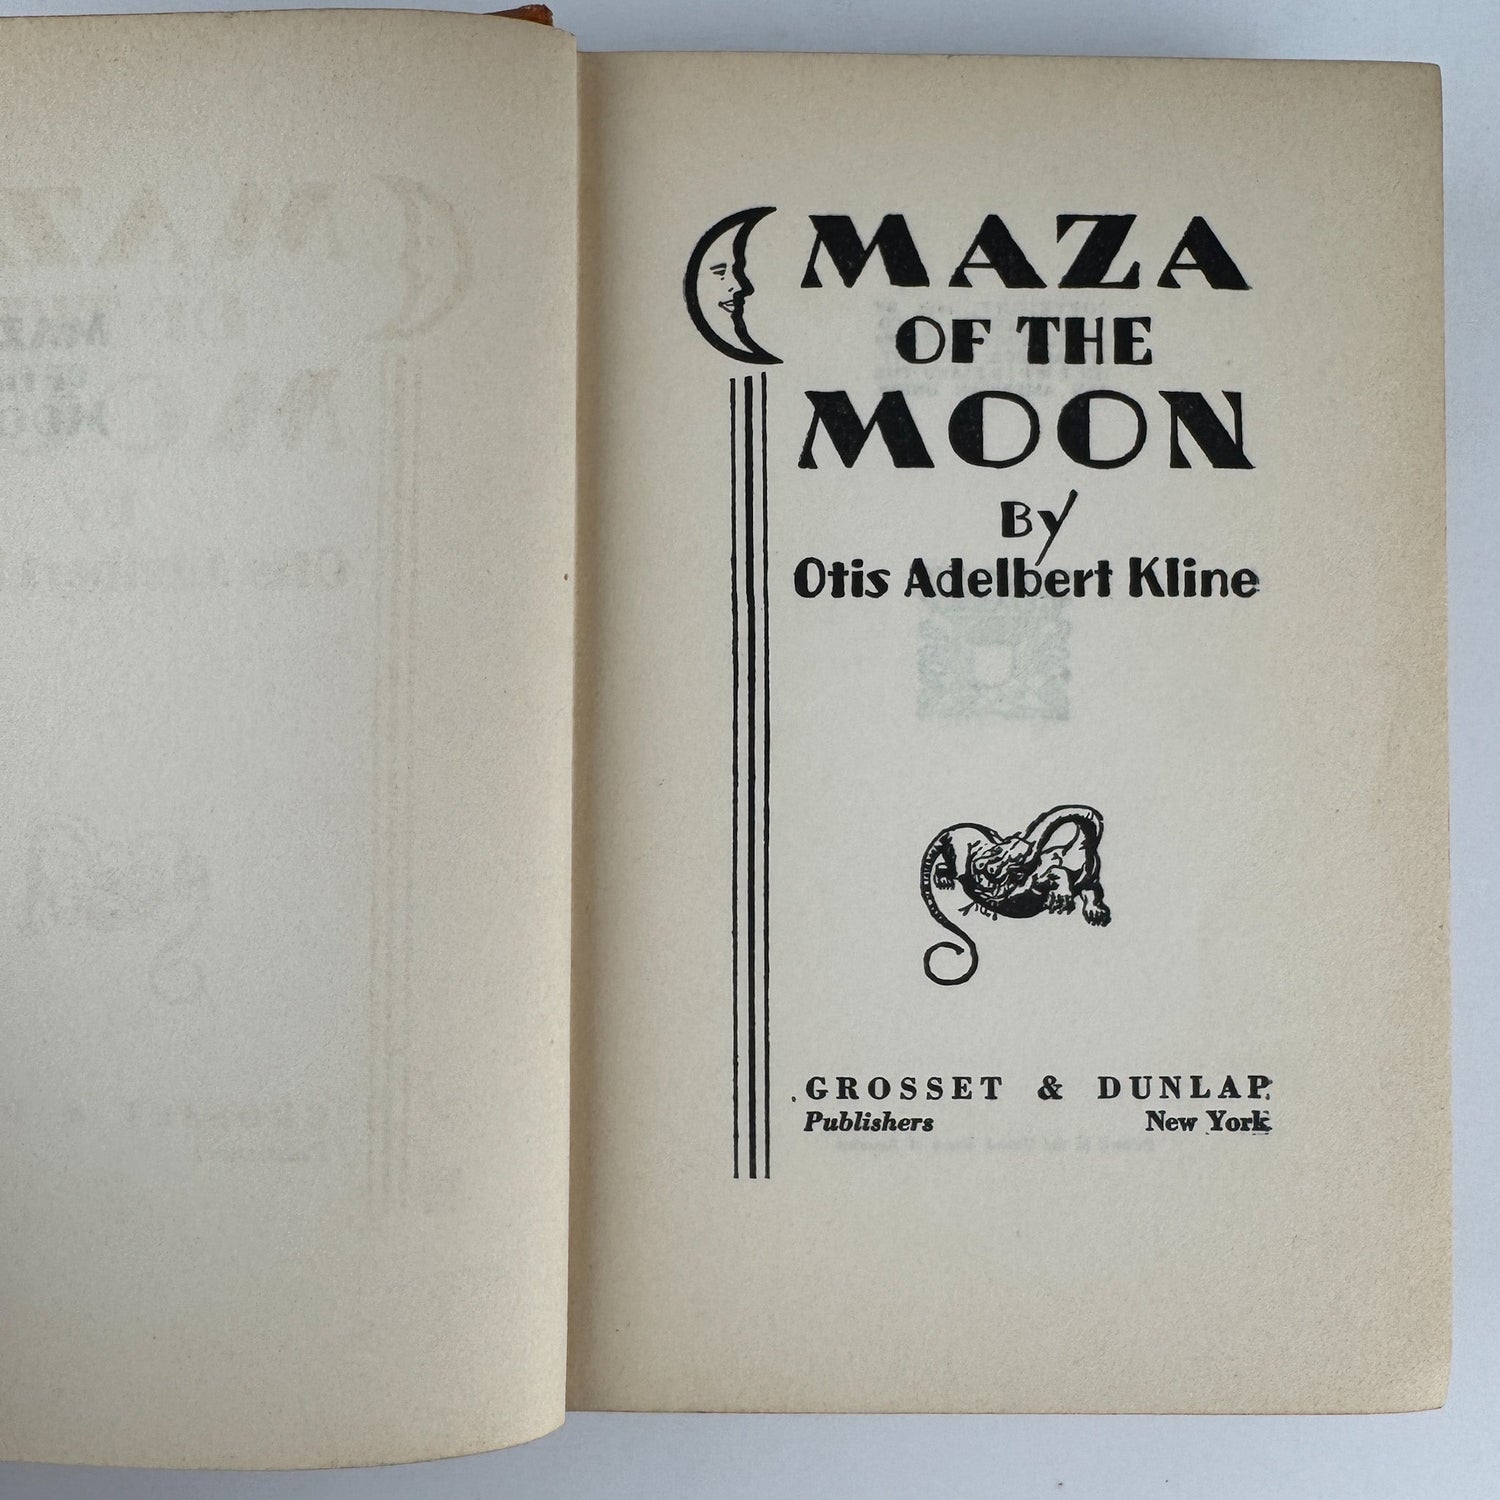 MAZA
OF THE
MOON
By
Otis Adelbert Kline
GROSSET & DUNLAP
Publishers New York